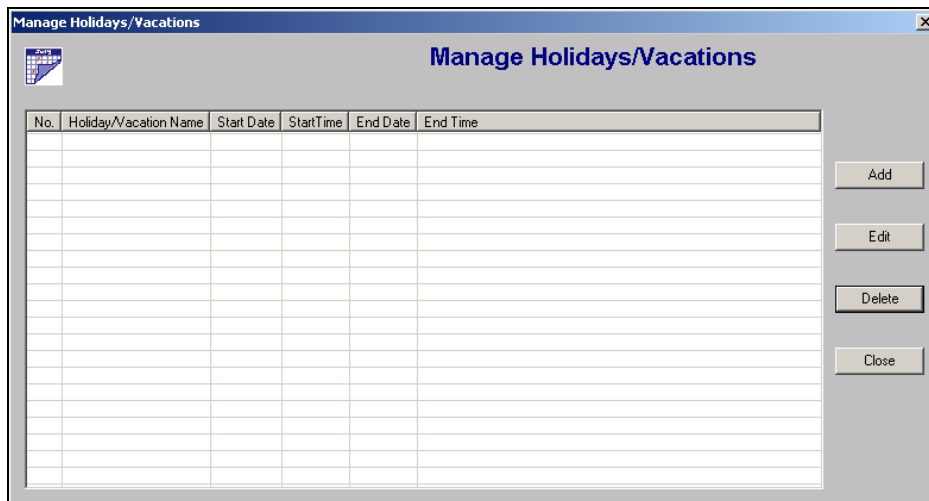 Manage Holidays/Vacations
July
Manage Holidays/Vacations
No. Holiday/Vacation Name Start Date StartTime End Date End Time
Add
Edit
Delete
Close